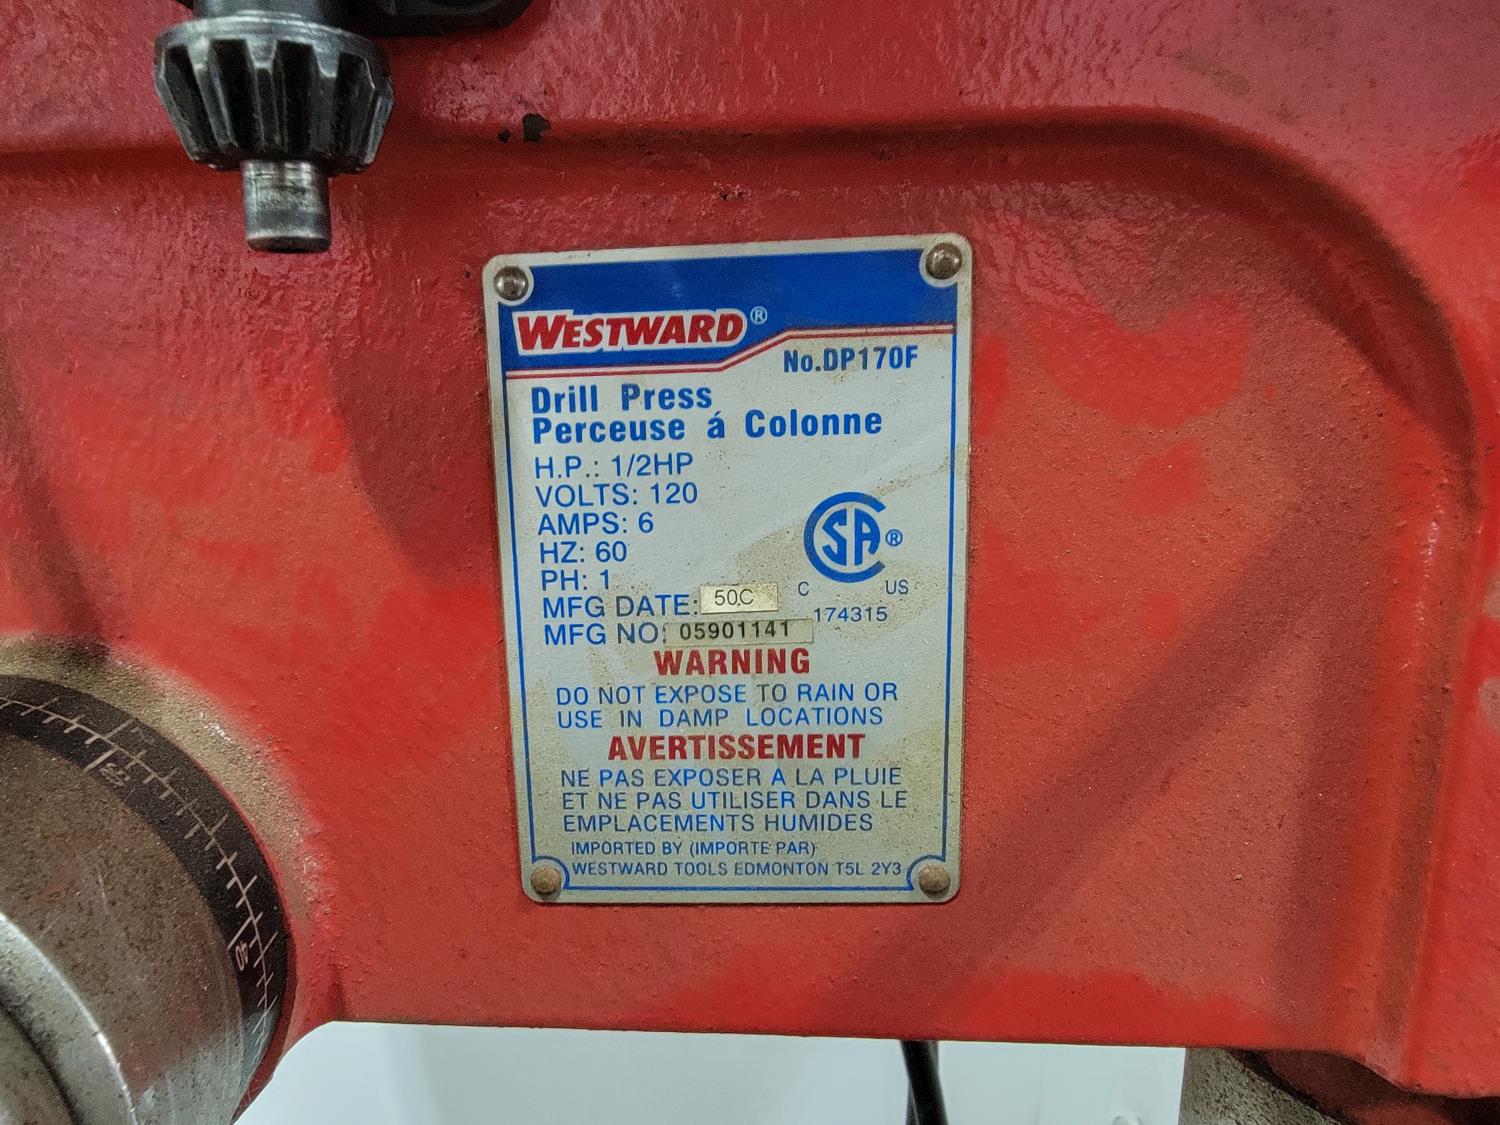 WESTWARD®
No.DP170F
Drill Press
Perceuse á Colonne
H.P.: 1/2HP
VOLTS: 120
AMPS: 6
HZ: 60
PH: 1
MFG DATE: 50C
MFG NO: 05901141
CSA®
C US
174315
WARNING
DO NOT EXPOSE TO RAIN OR
USE IN DAMP LOCATIONS
AVERTISSEMENT
NE PAS EXPOSER A LA PLUIE
ET NE PAS UTILISER DANS LE
EMPLACEMENTS HUMIDES
IMPORTED BY (IMPORTE PAR)
WESTWARD TOOLS EDMONTON T5L 2Y3